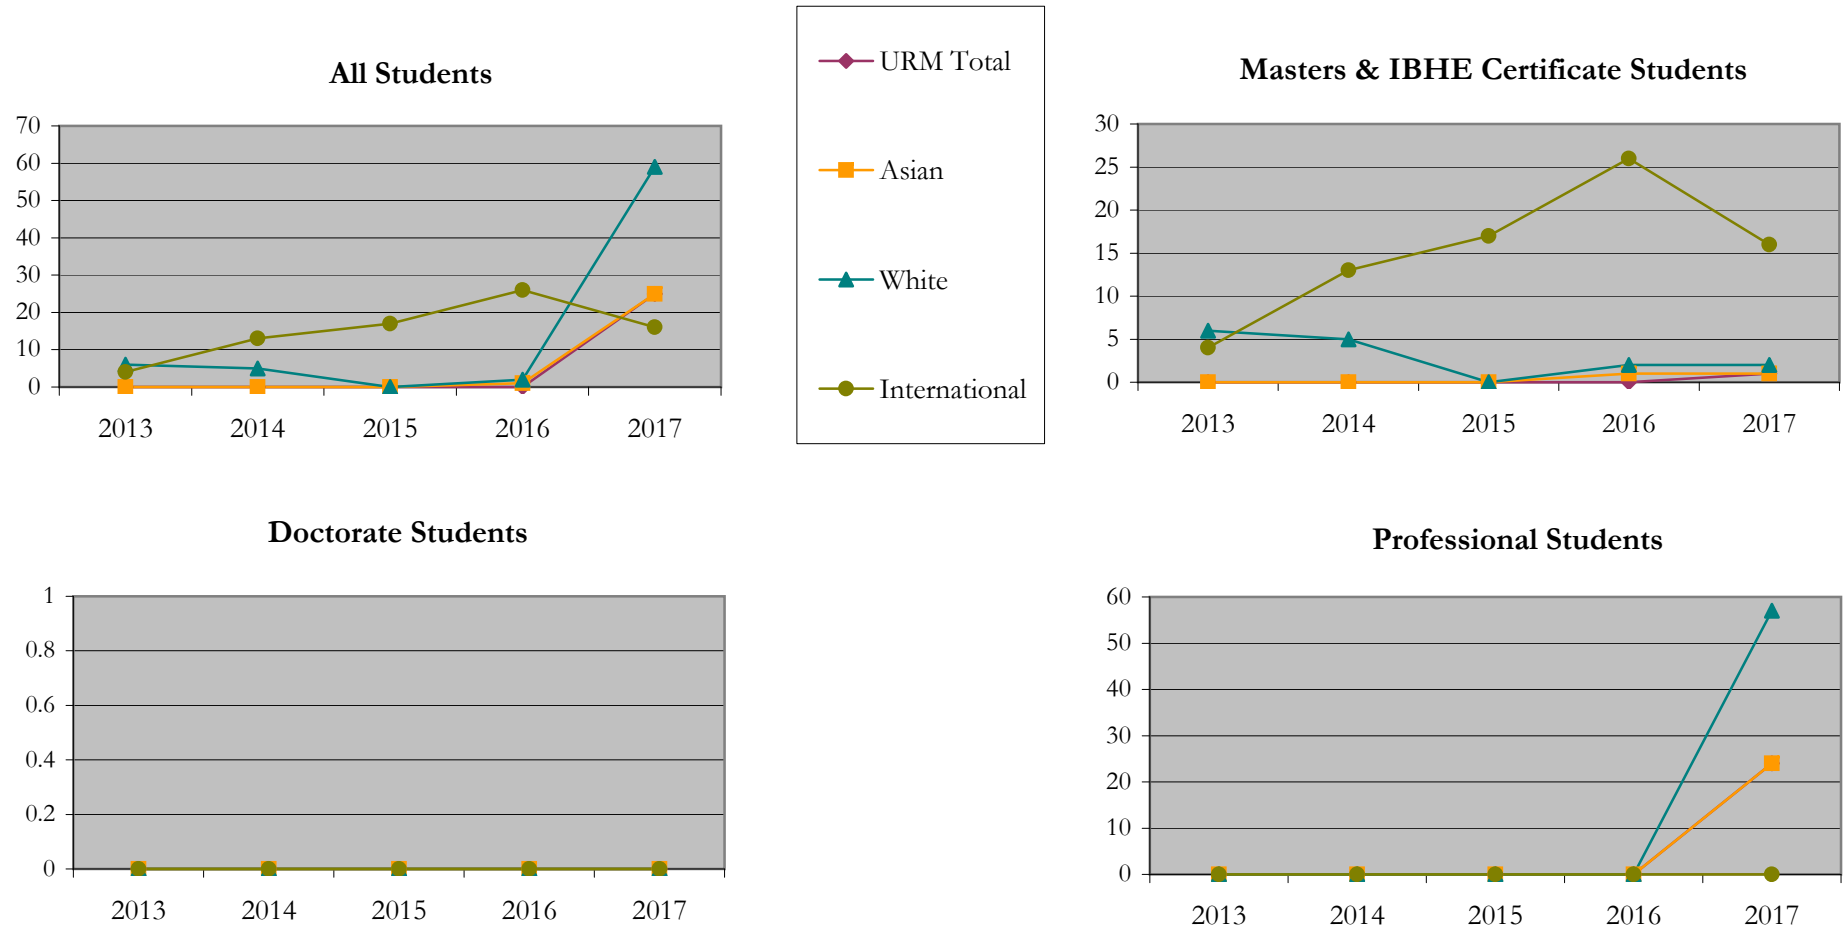 All Students
70
60
50
40
30
20
10
0
2013 2014 2015 2016 2017
URM Total
Asian
White
International
Masters & IBHE Certificate Students
30
25
20
15
10
5
0
2013 2014 2015 2016 2017
Doctorate Students
1
0.8
0.6
0.4
0.2
0
2013 2014 2015 2016 2017
Professional Students
60
50
40
30
20
10
0
2013 2014 2015 2016 2017